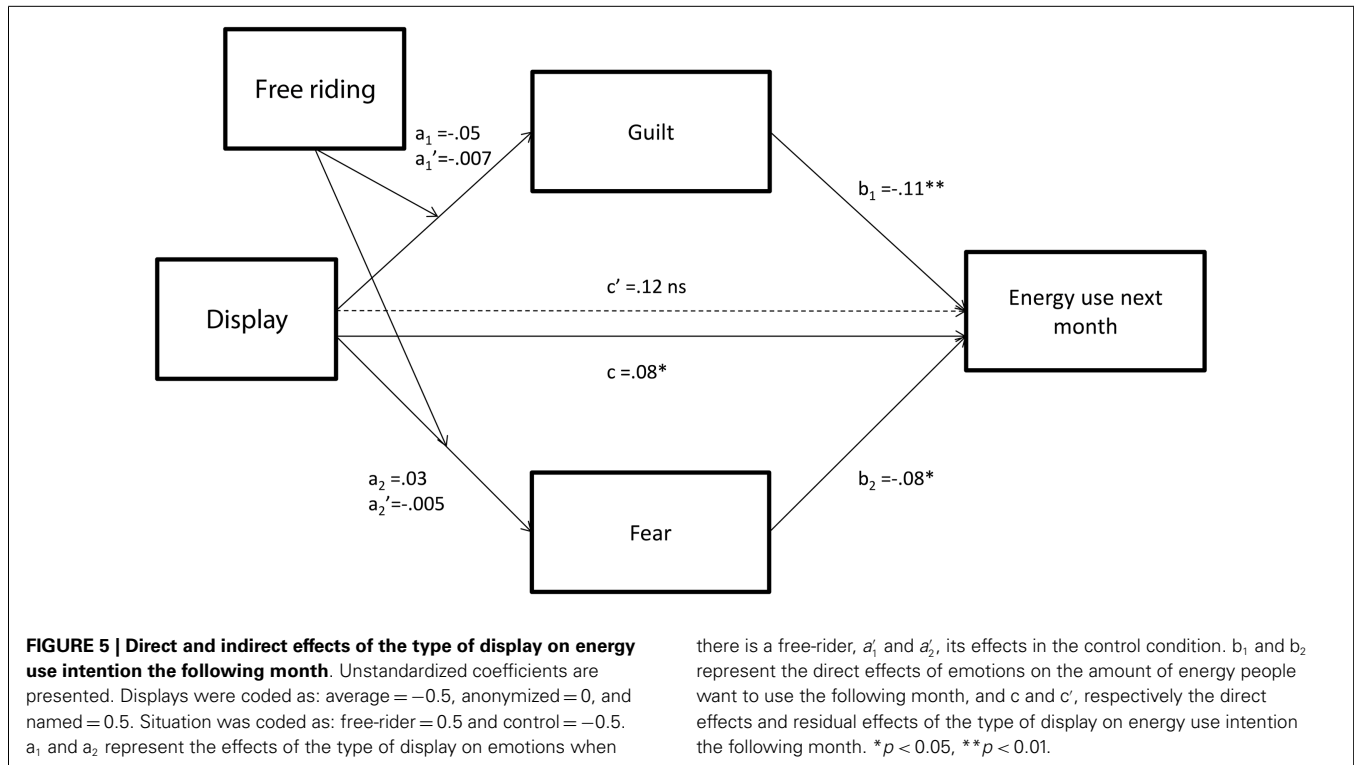 Free riding
a₁ =-.05
a₁'=-.007
Guilt
b₁ =-.11**
Display
c' =.12 ns
c =.08*
Energy use next
month
a₂ =.03
a₂'=-.005
b₂ =-.08*
Fear
FIGURE 5 | Direct and indirect effects of the type of display on energy
use intention the following month. Unstandardized coefficients are
presented. Displays were coded as: average = −0.5, anonymized = 0, and
named = 0.5. Situation was coded as: free-rider = 0.5 and control = −0.5.
a₁ and a₂ represent the effects of the type of display on emotions when
there is a free-rider, a′₁ and a′₂, its effects in the control condition. b₁ and b₂
represent the direct effects of emotions on the amount of energy people
want to use the following month, and c and c′, respectively the direct
effects and residual effects of the type of display on energy use intention
the following month. *p < 0.05, **p < 0.01.